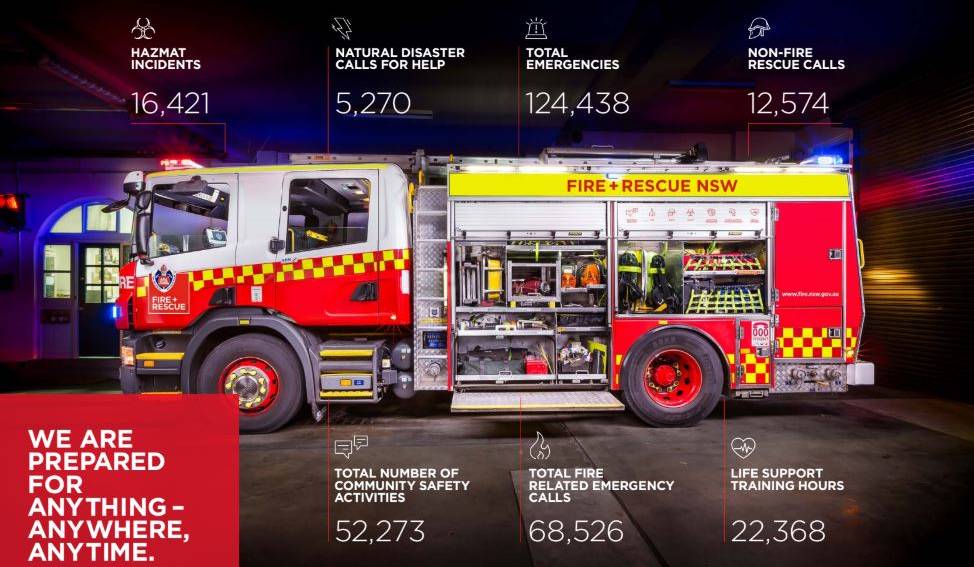 HAZMAT
INCIDENTS
16,421
NATURAL DISASTER
CALLS FOR HELP
5,270
TOTAL
EMERGENCIES
124,438
NON-FIRE
RESCUE CALLS
12,574
FIRE+RESCUE NSW
RE
FIRE+
RESCUE
www.fire.nsw.gov.au
000
WE ARE
PREPARED
FOR
ANYTHING –
ANYWHERE,
ANYTIME.
TOTAL NUMBER OF
COMMUNITY SAFETY
ACTIVITIES
52,273
TOTAL FIRE
RELATED EMERGENCY
CALLS
68,526
LIFE SUPPORT
TRAINING HOURS
22,368